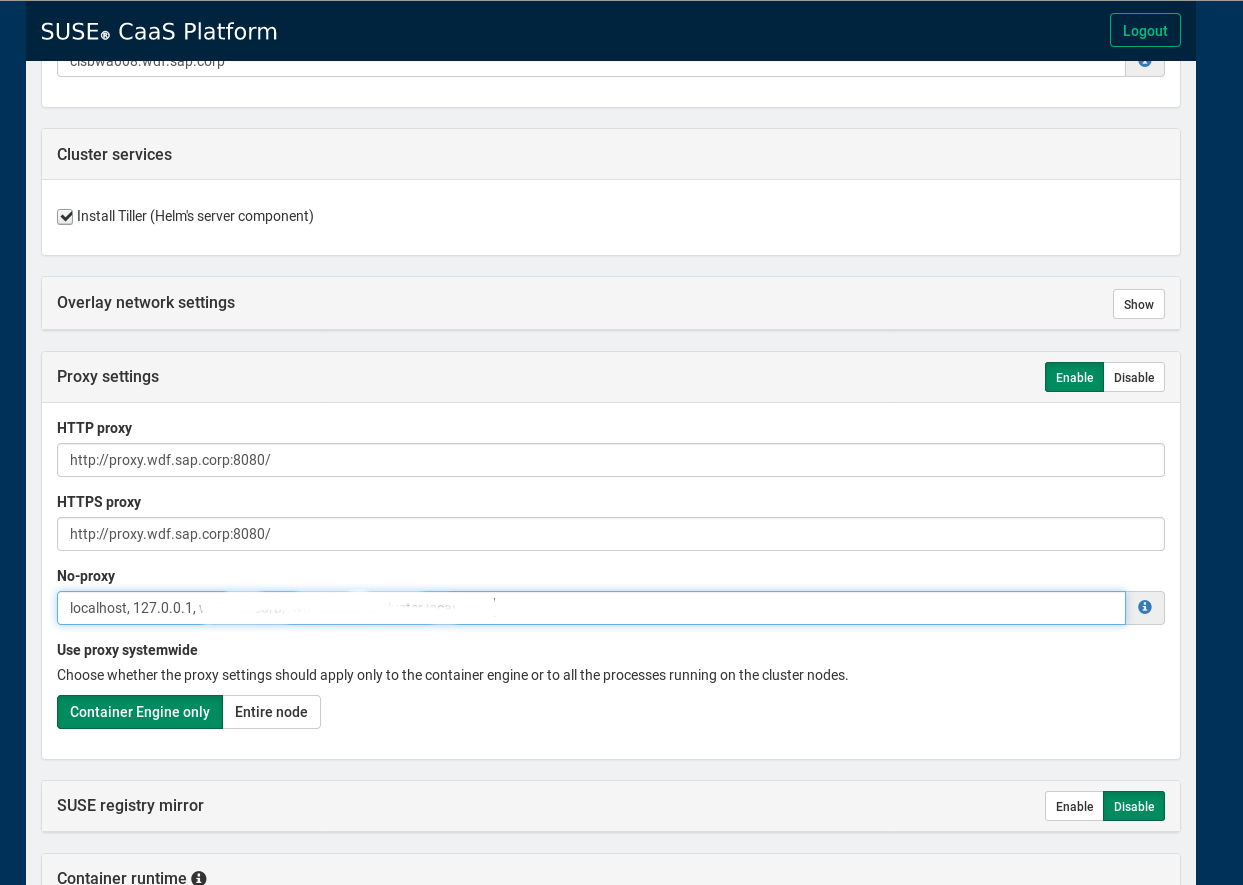 SUSE® CaaS Platform
Logout
cisbwa008.wdf.sap.corp
Cluster services
Install Tiller (Helm's server component)
Overlay network settings
Show
Proxy settings
Enable Disable
HTTP proxy
http://proxy.wdf.sap.corp:8080/
HTTPS proxy
http://proxy.wdf.sap.corp:8080/
No-proxy
localhost, 127.0.0.1,
Use proxy systemwide
Choose whether the proxy settings should apply only to the container engine or to all the processes running on the cluster nodes.
Container Engine only Entire node
SUSE registry mirror
Enable Disable
Container runtime